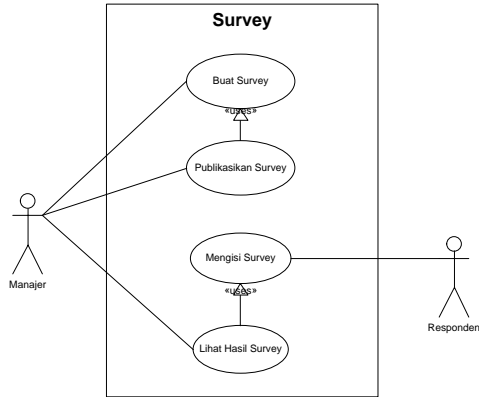 Survey
Buat Survey
«uses»
Publikasikan Survey
Manajer
Mengisi Survey
«uses»
Responden
Lihat Hasil Survey